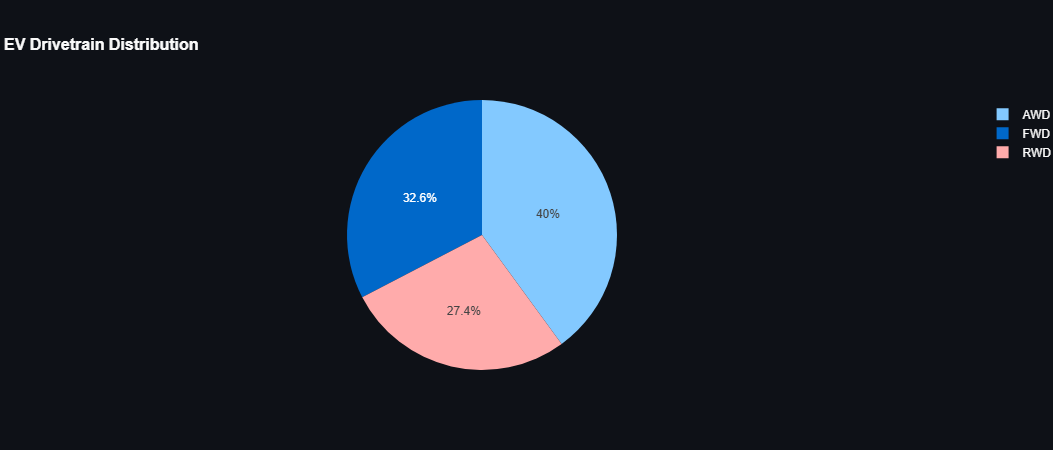 EV Drivetrain Distribution
AWD
FWD
RWD
32.6%
40%
27.4%